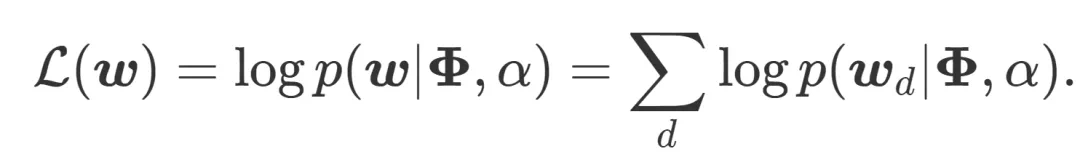 𝓛(𝒘) = log p(𝒘|𝚽, α) = ∑_d log p(𝒘_d|𝚽, α).